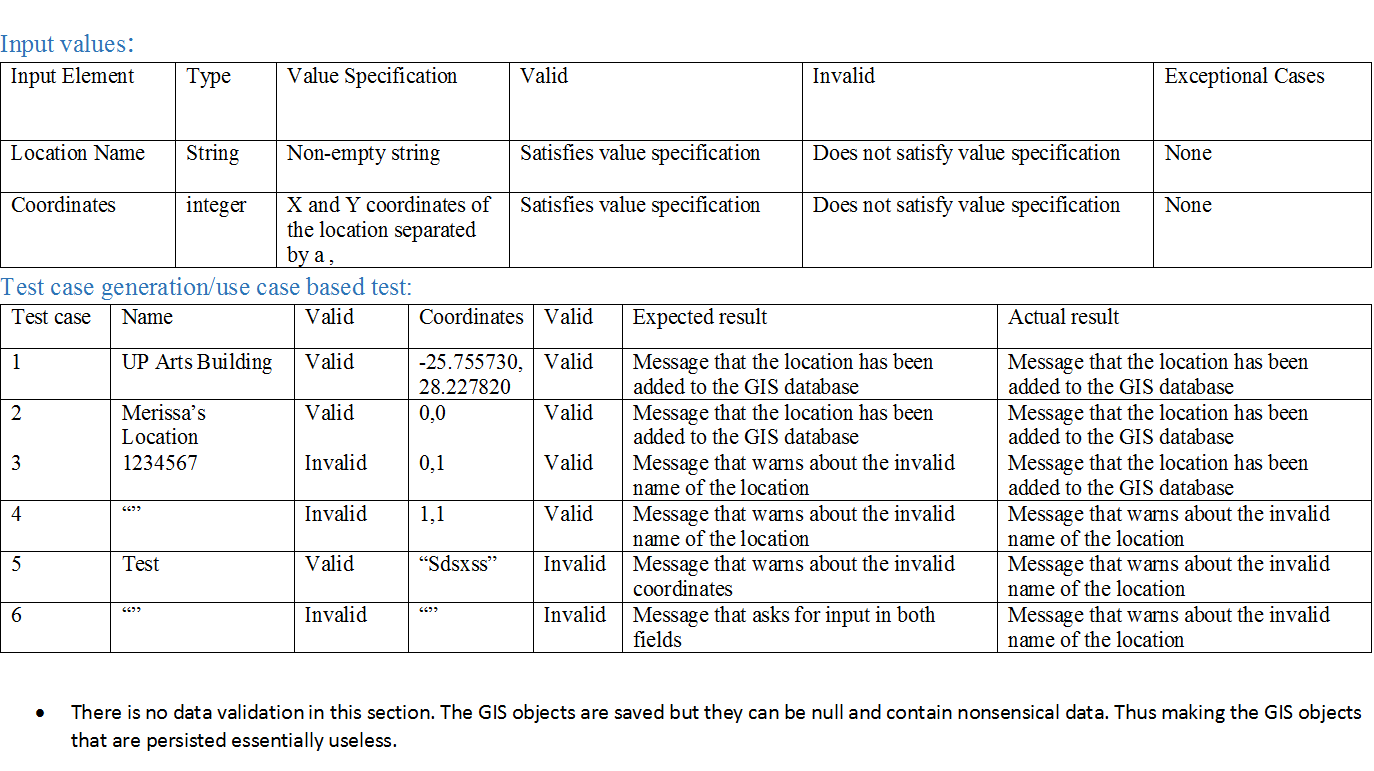 Input values:
Input Element Type Value Specification Valid Invalid Exceptional Cases
Location Name String Non-empty string Satisfies value specification Does not satisfy value specification None
Coordinates integer X and Y coordinates of Satisfies value specification Does not satisfy value specification None
the location separated
by a ,
Test case generation/use case based test:
Test case Name Valid Coordinates Valid Expected result Actual result
1 UP Arts Building Valid -25.755730, Valid Message that the location has been Message that the location has been
28.227820 added to the GIS database added to the GIS database
2 Merissa’s Valid 0,0 Valid Message that the location has been Message that the location has been
Location added to the GIS database added to the GIS database
3 1234567 Invalid 0,1 Valid Message that warns about the invalid Message that the location has been
name of the location added to the GIS database
4 “” Invalid 1,1 Valid Message that warns about the invalid Message that warns about the invalid
name of the location name of the location
5 Test Valid “Sdsxss” Invalid Message that warns about the invalid Message that warns about the invalid
coordinates name of the location
6 “” Invalid “” Invalid Message that asks for input in both Message that warns about the invalid
fields name of the location
• There is no data validation in this section. The GIS objects are saved but they can be null and contain nonsensical data. Thus making the GIS objects
that are persisted essentially useless.